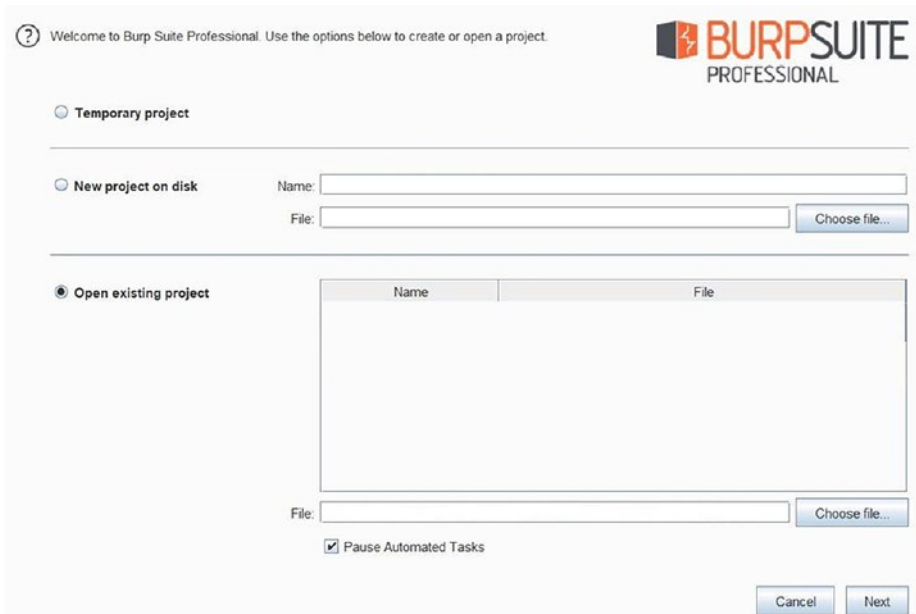 Welcome to Burp Suite Professional. Use the options below to create or open a project.
BURPSUITE
PROFESSIONAL
Temporary project
New project on disk
Name:
File:
Choose file...
Open existing project
Name File
File:
Choose file...
Pause Automated Tasks
Cancel Next